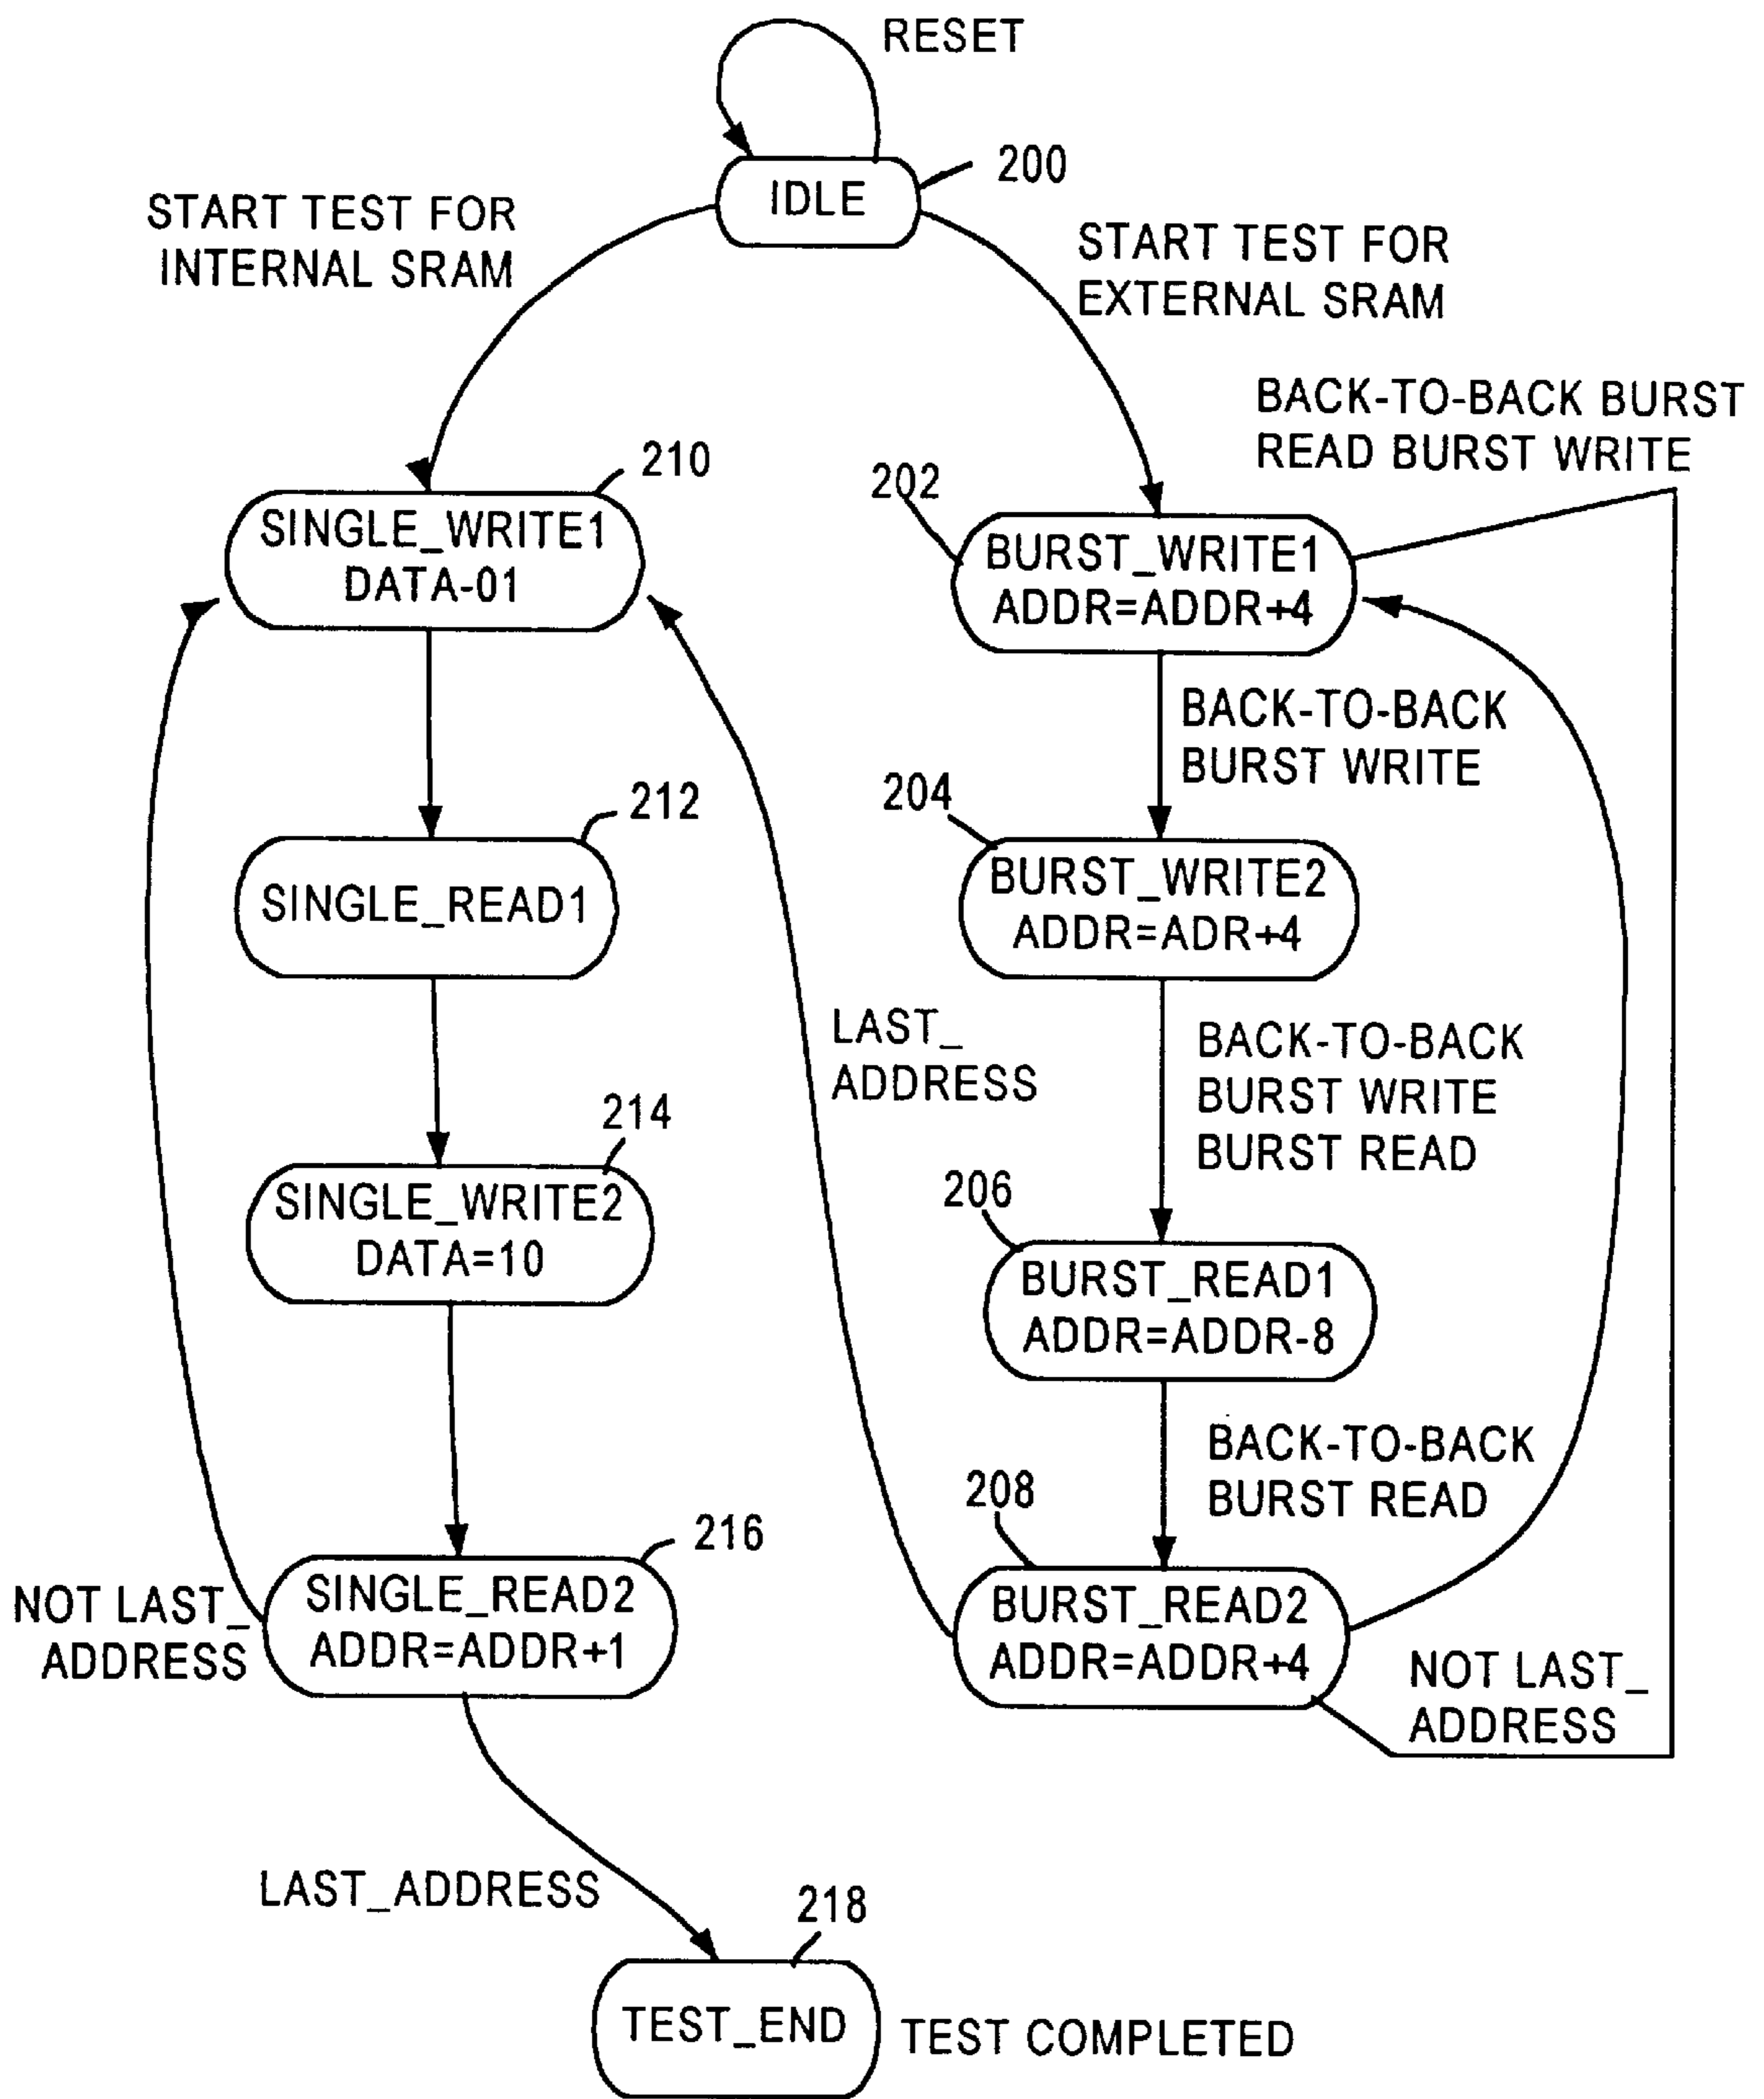 RESET
200
IDLE
START TEST FOR
INTERNAL SRAM
START TEST FOR
EXTERNAL SRAM
BACK-TO-BACK BURST
READ BURST WRITE
210
SINGLE_WRITE1
DATA-01
202
BURST_WRITE1
ADDR=ADDR+4
BACK-TO-BACK
BURST WRITE
212
SINGLE_READ1
204
BURST_WRITE2
ADDR=ADR+4
LAST_
ADDRESS
BACK-TO-BACK
BURST WRITE
BURST READ
214
SINGLE_WRITE2
DATA=10
206
BURST_READ1
ADDR=ADDR-8
BACK-TO-BACK
BURST READ
216
SINGLE_READ2
ADDR=ADDR+1
NOT LAST_
ADDRESS
208
BURST_READ2
ADDR=ADDR+4
NOT LAST_
ADDRESS
LAST_ADDRESS
218
TEST_END
TEST COMPLETED